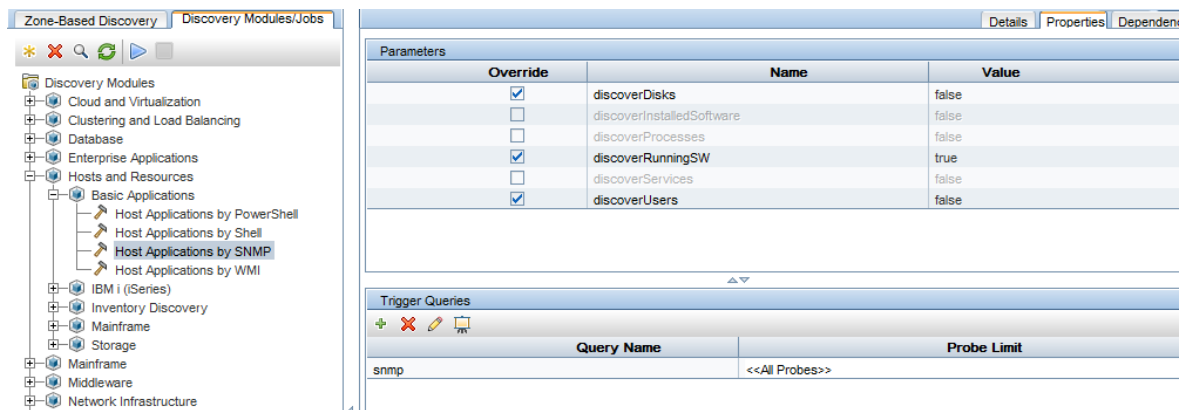 Zone-Based Discovery
Discovery Modules/Jobs
Discovery Modules
Cloud and Virtualization
Clustering and Load Balancing
Database
Enterprise Applications
Hosts and Resources
Basic Applications
Host Applications by PowerShell
Host Applications by Shell
Host Applications by SNMP
Host Applications by WMI
IBM i (iSeries)
Inventory Discovery
Mainframe
Storage
Mainframe
Middleware
Network Infrastructure
Details Properties Dependenc
Parameters
Override Name Value
discoverDisks false
discoverInstalledSoftware false
discoverProcesses false
discoverRunningSW true
discoverServices false
discoverUsers false
Trigger Queries
Query Name Probe Limit
snmp <<All Probes>>